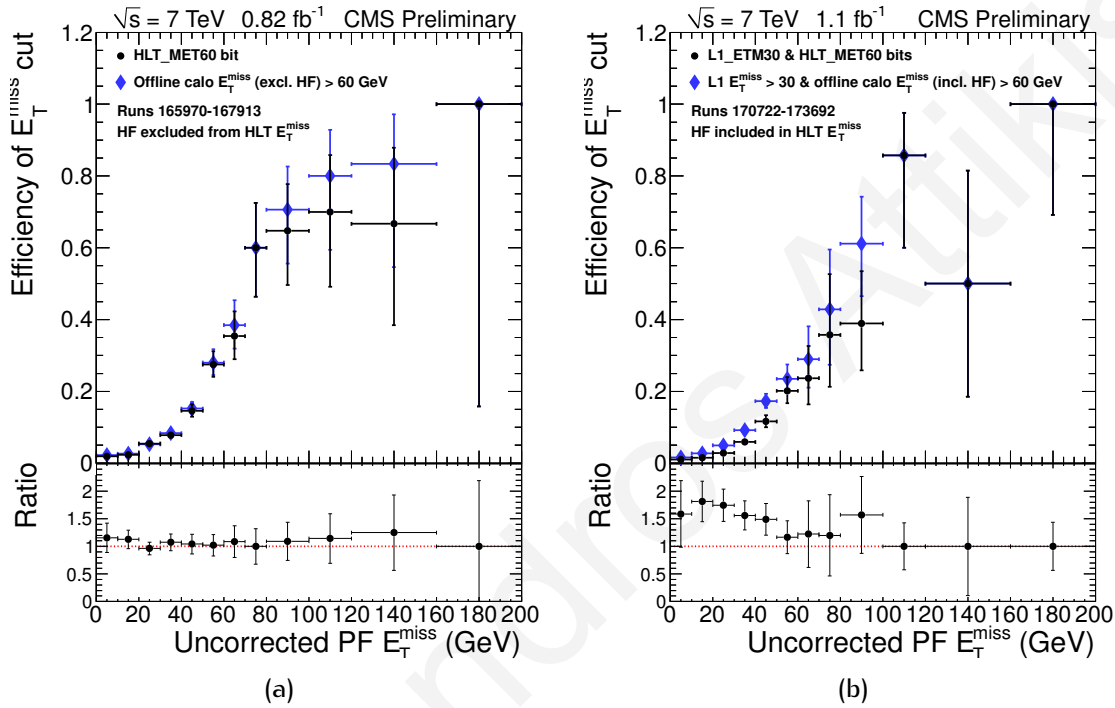 √s = 7 TeV 0.82 fb⁻¹ CMS Preliminary
Efficiency of E_T^miss cut
1.2
1
0.8
0.6
0.4
0.2
0
HLT_MET60 bit
Offline calo E_T^miss (excl. HF) > 60 GeV
Runs 165970-167913
HF excluded from HLT E_T^miss
Ratio
2
1.5
1
0.5
0
0 20 40 60 80 100 120 140 160 180 200
Uncorrected PF E_T^miss (GeV)
(a)
√s = 7 TeV 1.1 fb⁻¹ CMS Preliminary
Efficiency of E_T^miss cut
1.2
1
0.8
0.6
0.4
0.2
0
L1_ETM30 & HLT_MET60 bits
L1 E_T^miss > 30 & offline calo E_T^miss (incl. HF) > 60 GeV
Runs 170722-173692
HF included in HLT E_T^miss
Ratio
2
1.5
1
0.5
0
0 20 40 60 80 100 120 140 160 180 200
Uncorrected PF E_T^miss (GeV)
(b)
ndros Attikis